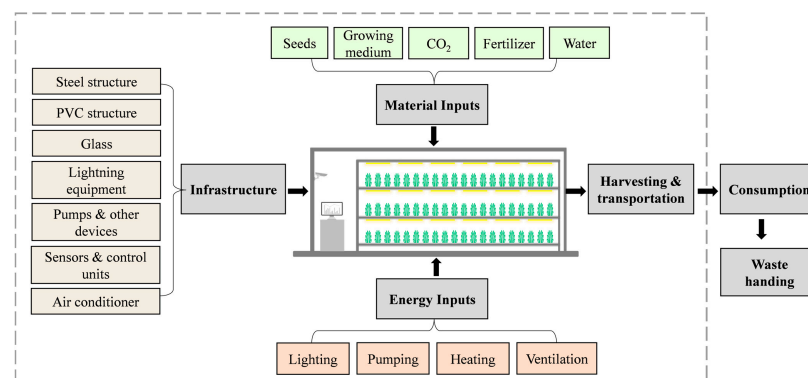 Seeds
Growing
medium
CO₂
Fertilizer
Water
Material Inputs
Steel structure
PVC structure
Glass
Lightning
equipment
Pumps & other
devices
Sensors & control
units
Air conditioner
Infrastructure
Harvesting &
transportation
Consumption
Waste
handing
Energy Inputs
Lighting
Pumping
Heating
Ventilation